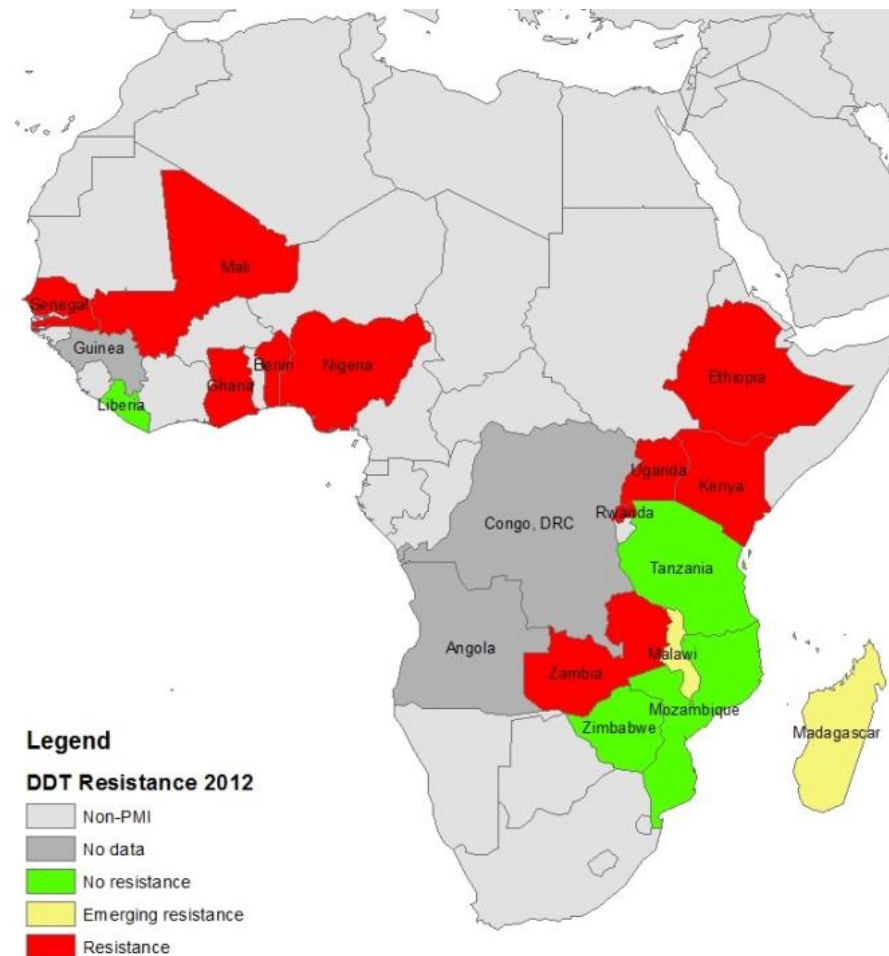 Mali
Senegal
Guinea
Liberia
Ghana
Benin
Nigeria
Ethiopia
Uganda
Kenya
Rwanda
Congo, DRC
Tanzania
Angola
Zambia
Malawi
Mozambique
Zimbabwe
Madagascar
Legend
DDT Resistance 2012
Non-PMI
No data
No resistance
Emerging resistance
Resistance